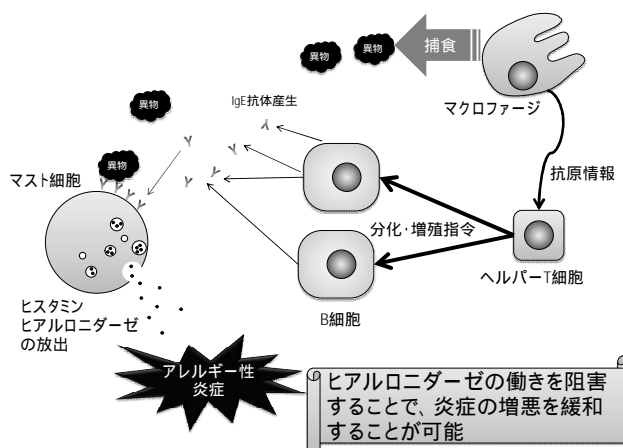 異物
異物
捕食
マクロファージ
異物
IgE抗体産生
異物
マスト細胞
抗原情報
分化・増殖指令
ヘルパーT細胞
B細胞
ヒスタミン
ヒアルロニダーゼ
の放出
アレルギー性
炎症
ヒアルロニダーゼの働きを阻害
することで、炎症の増悪を緩和
することが可能